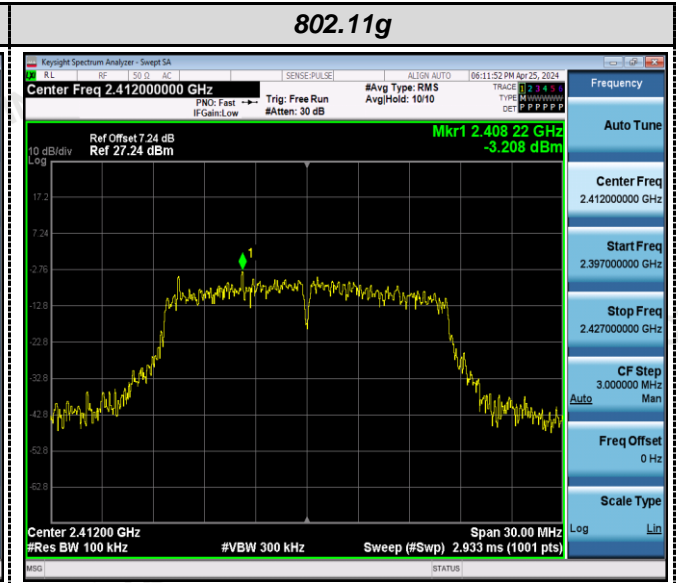 802.11g
Keysight Spectrum Analyzer - Swept SA
RL RF 50 Ω AC SENSE:PULSE ALIGN AUTO 06:11:52 PM Apr 25, 2024
Center Freq 2.412000000 GHz
PNO: Fast
IFGain:Low
Trig: Free Run
#Atten: 30 dB
#Avg Type: RMS
Avg|Hold: 10/10
TRACE 1 2 3 4 5 6
TYPE MWWWWW
DET P P P P P P
Frequency
Auto Tune
Center Freq
2.412000000 GHz
Start Freq
2.397000000 GHz
Stop Freq
2.427000000 GHz
CF Step
3.000000 MHz
Auto Man
Freq Offset
0 Hz
Scale Type
Log Lin
Ref Offset 7.24 dB
10 dB/div Ref 27.24 dBm
Log
Mkr1 2.408 22 GHz
-3.208 dBm
1
17.2
7.24
-2.76
-12.8
-22.8
-32.8
-42.8
-52.8
-62.8
Center 2.41200 GHz Span 30.00 MHz
#Res BW 100 kHz #VBW 300 kHz Sweep (#Swp) 2.933 ms (1001 pts)
MSG STATUS